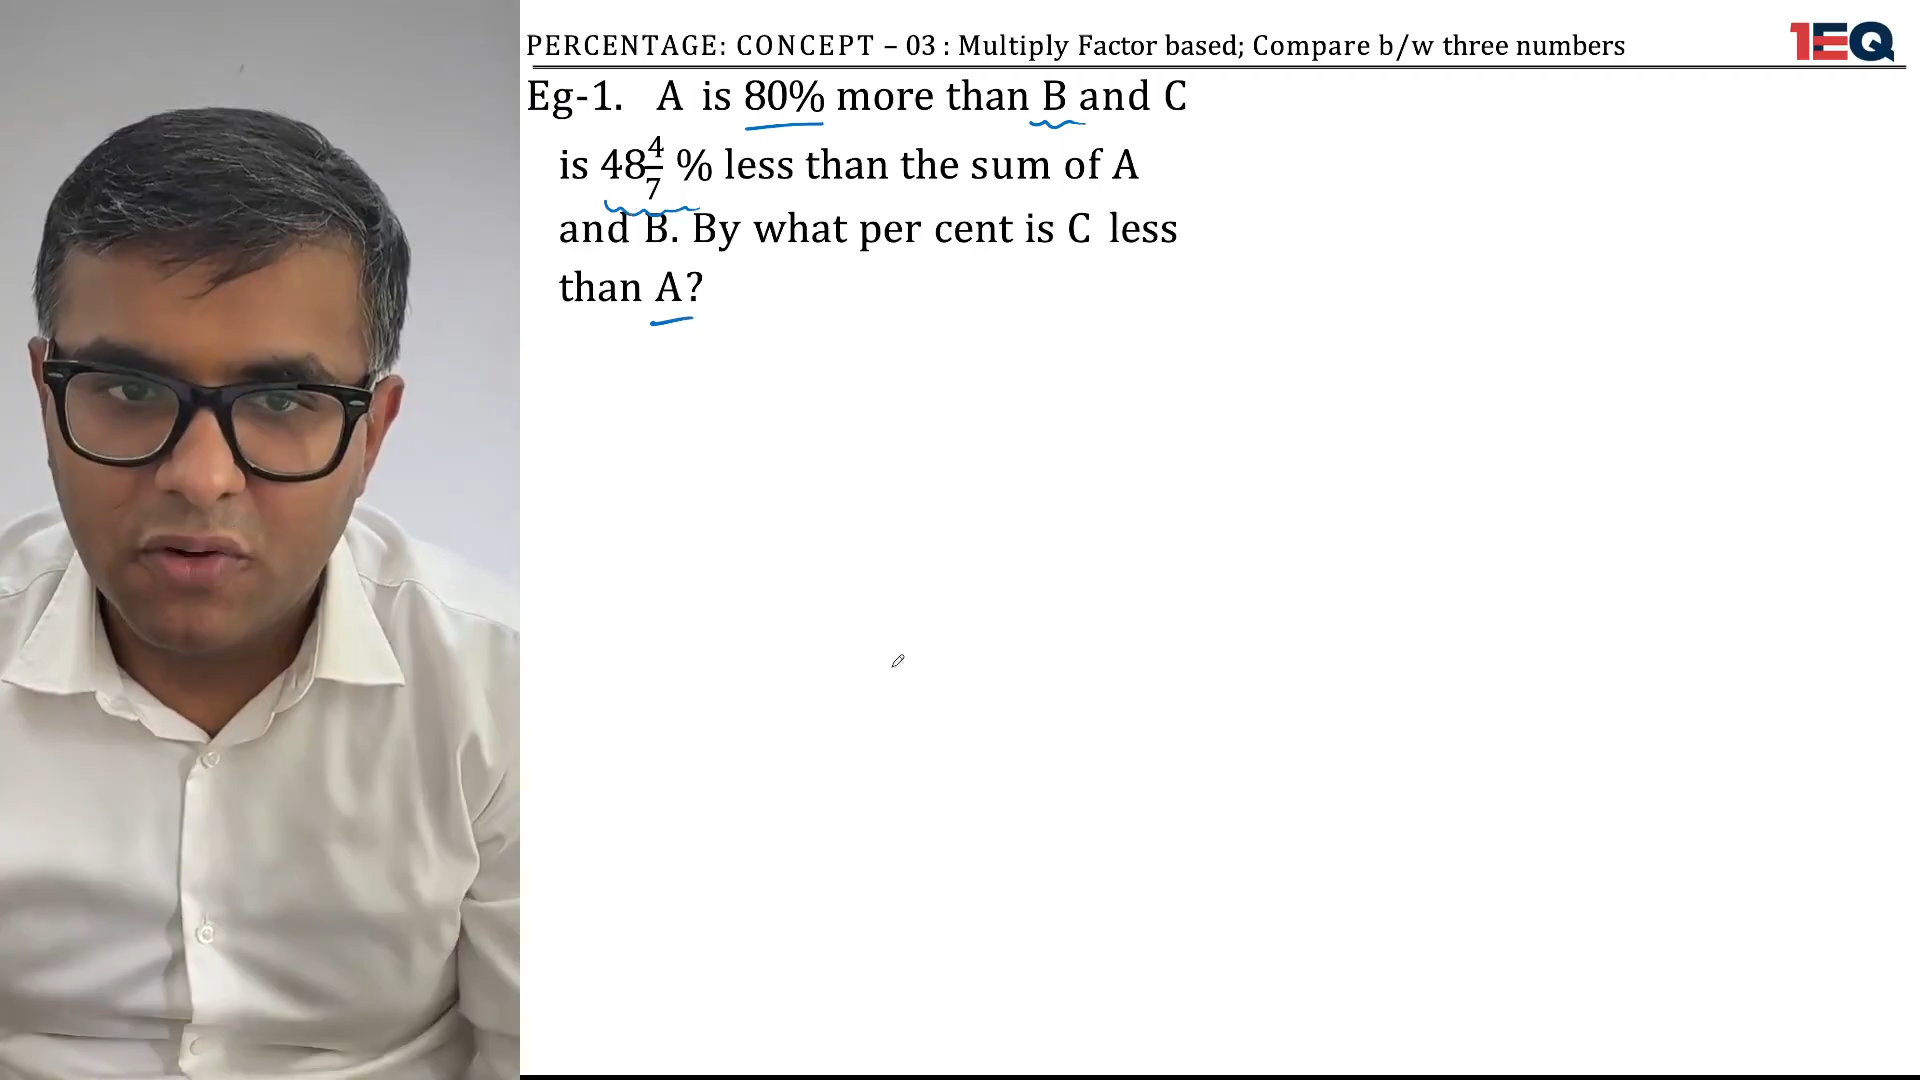 PERCENTAGE: CONCEPT – 03 : Multiply Factor based; Compare b/w three numbers
1EQ
Eg-1. A is 80% more than B and C
is 48 4/7 % less than the sum of A
and B. By what per cent is C less
than A?